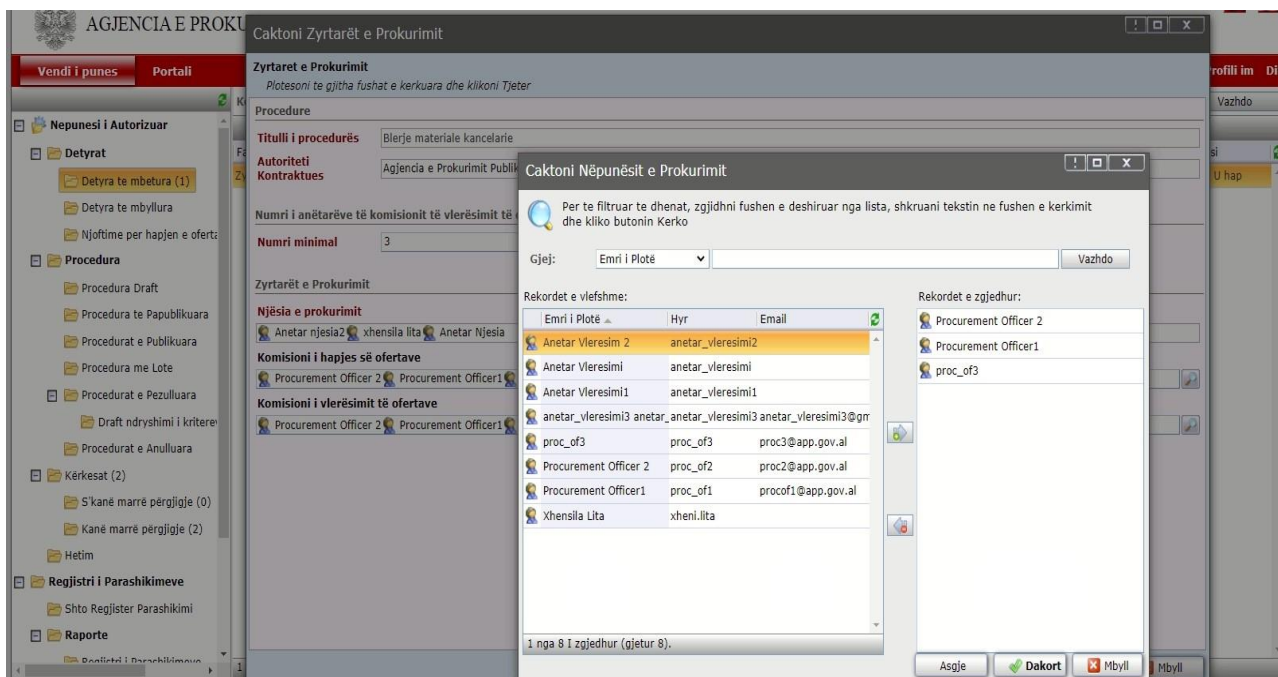 AGJENCIA E PROKU
Caktoni Zyrtarët e Prokurimit
Vendi i punes
Portali
rofili im
Di
Zyrtaret e Prokurimit
Plotesoni te gjitha fushat e kerkuara dhe klikoni Tjeter
Vazhdo
Procedure
Nepunesi i Autorizuar
Titulli i procedurës
Blerje materiale kancelarie
Detyrat
Autoriteti Kontraktues
Agjencia e Prokurimit Publik
Detyra te mbetura (1)
U hap
Detyra te mbyllura
Njoftime per hapjen e oferta
Procedura
Procedura Draft
Procedura te Papublikuara
Procedurat e Publikuara
Procedura me Lote
Procedurat e Pezulluara
Draft ndryshimi i kriterev
Procedurat e Anulluara
Kërkesat (2)
S'kanë marrë përgjigje (0)
Kanë marrë përgjigje (2)
Hetim
Regjistri i Parashikimeve
Shto Regjister Parashikimi
Raporte
Regjistri i Parashikimeve
Numri i anëtarëve të komisionit të vlerësimit të
Numri minimal
3
Zyrtarët e Prokurimit
Njësia e prokurimit
Anetar njesia2 xhensila lita Anetar Njesia
Komisioni i hapjes së ofertave
Procurement Officer 2 Procurement Officer1
Komisioni i vlerësimit të ofertave
Procurement Officer 2 Procurement Officer1
Caktoni Nëpunësit e Prokurimit
Per te filtruar te dhenat, zgjidhni fushen e deshiruar nga lista, shkruani tekstin ne fushen e kerkimit
dhe kliko butonin Kerko
Gjej:
Emri i Plotë
Vazhdo
Rekordet e vlefshme:
Rekordet e zgjedhur:
Emri i Plotë Hyr Email
Anetar Vleresim 2 anetar_vleresimi2
Anetar Vleresimi anetar_vleresimi
Anetar Vleresimi1 anetar_vleresimi1
anetar_vleresimi3 anetar_ anetar_vleresimi3 anetar_vleresimi3@gm
proc_of3 proc_of3 proc3@app.gov.al
Procurement Officer 2 proc_of2 proc2@app.gov.al
Procurement Officer1 proc_of1 procof1@app.gov.al
Xhensila Lita xheni.lita
Procurement Officer 2
Procurement Officer1
proc_of3
1 nga 8 I zgjedhur (gjetur 8).
Asgje
Dakort
Mbyll
Mbyll